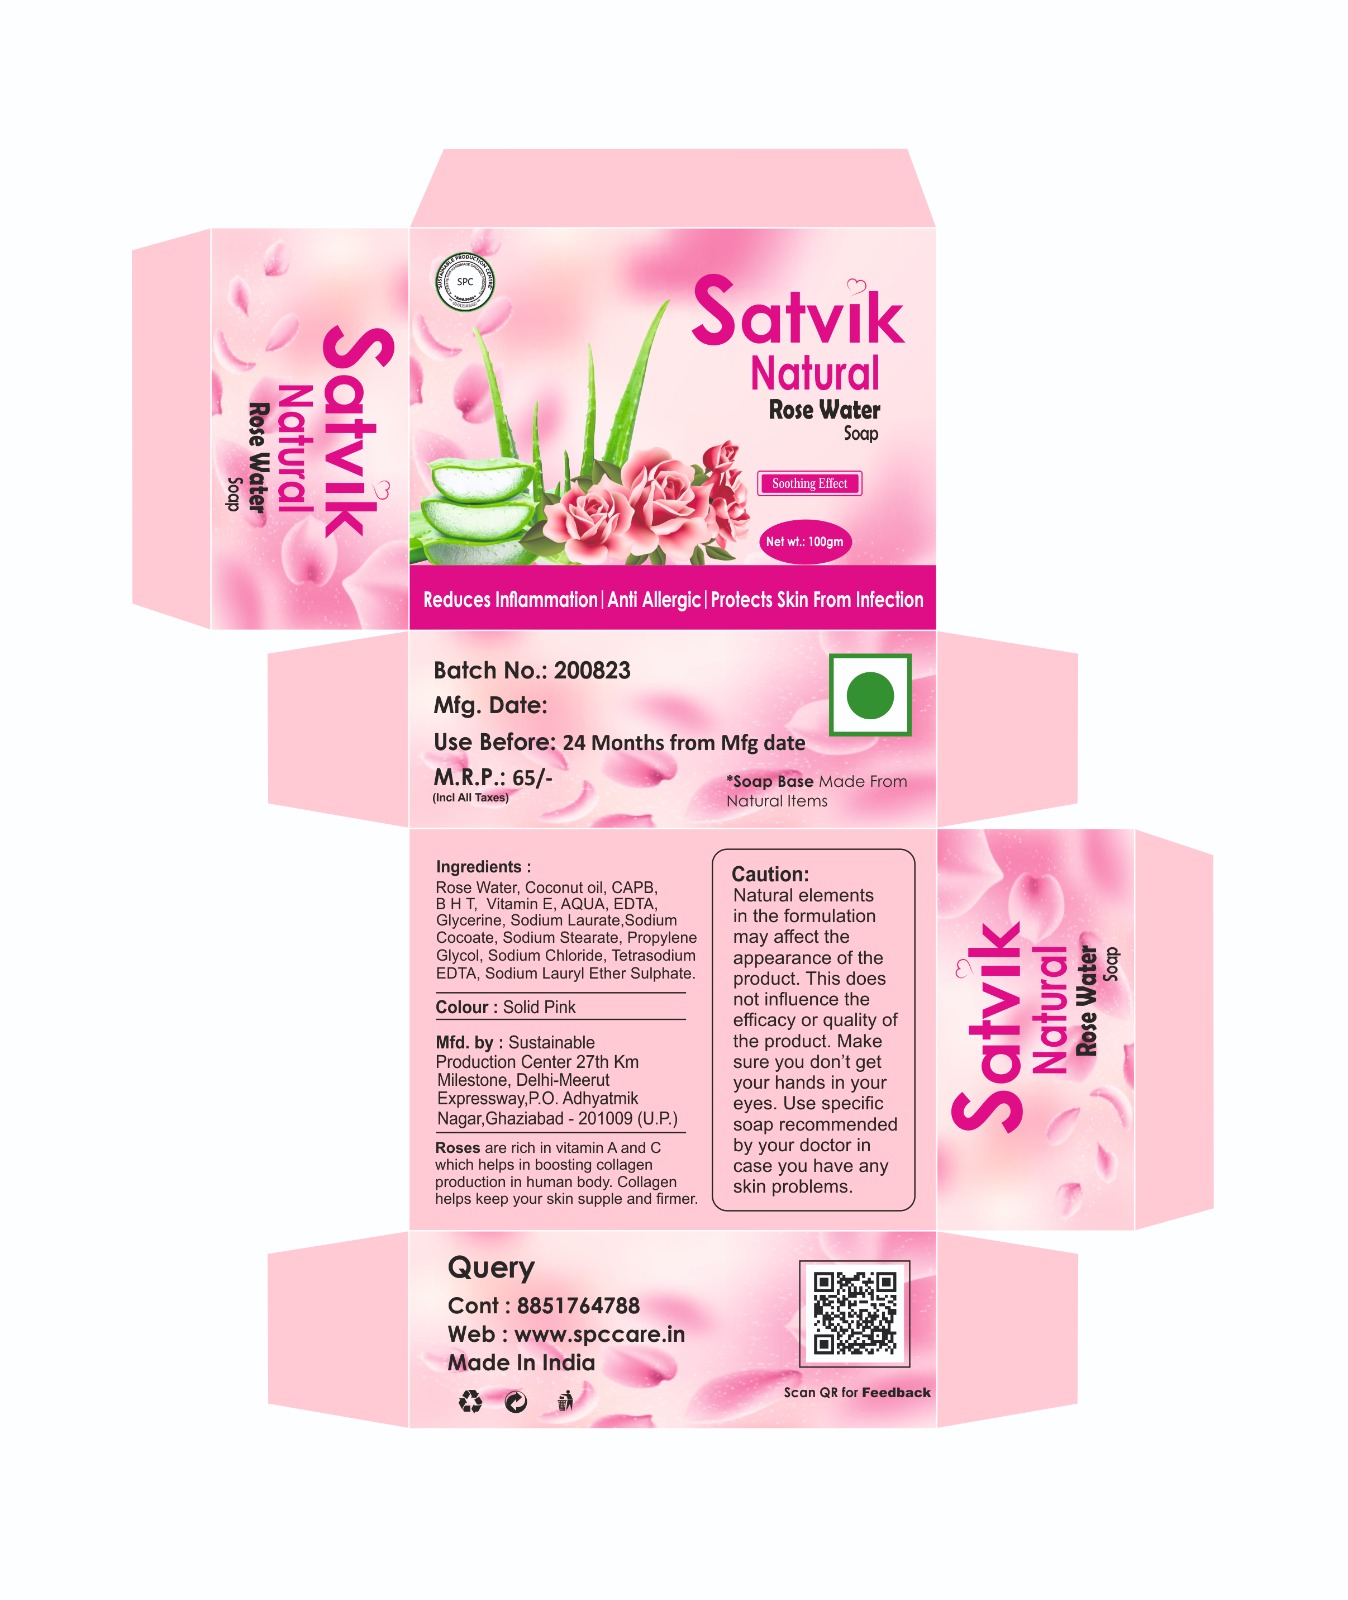 SUSTAINABLE PRODUCTION CENTRE
SPC
Satvik
Natural
Rose Water
Soap
Soothing Effect
Net wt.: 100gm
Reduces Inflammation|Anti Allergic|Protects Skin From Infection
Satvik
Natural
Rose Water
Soap
Batch No.: 200823
Mfg. Date:
Use Before: 24 Months from Mfg date
M.R.P.: 65/-
(Incl All Taxes)
*Soap Base Made From
Natural Items
Ingredients :
Rose Water, Coconut oil, CAPB,
B H T, Vitamin E, AQUA, EDTA,
Glycerine, Sodium Laurate,Sodium
Cocoate, Sodium Stearate, Propylene
Glycol, Sodium Chloride, Tetrasodium
EDTA, Sodium Lauryl Ether Sulphate.
Colour : Solid Pink
Mfd. by : Sustainable
Production Center 27th Km
Milestone, Delhi-Meerut
Expressway,P.O. Adhyatmik
Nagar,Ghaziabad - 201009 (U.P.)
Roses are rich in vitamin A and C
which helps in boosting collagen
production in human body. Collagen
helps keep your skin supple and firmer.
Caution:
Natural elements
in the formulation
may affect the
appearance of the
product. This does
not influence the
efficacy or quality of
the product. Make
sure you don't get
your hands in your
eyes. Use specific
soap recommended
by your doctor in
case you have any
skin problems.
Satvik
Natural
Rose Water
Soap
Query
Cont : 8851764788
Web : www.spccare.in
Made In India
Scan QR for Feedback